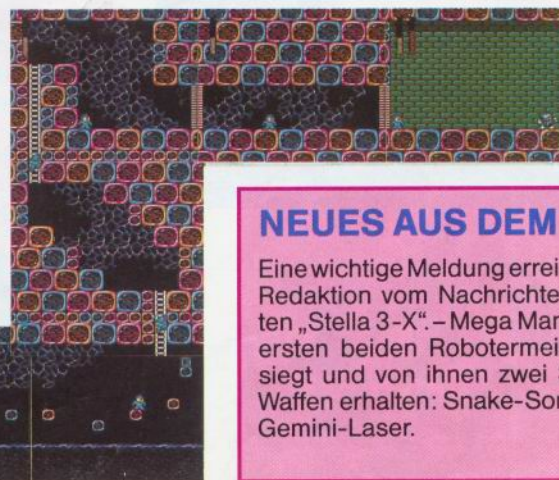 NEUES AUS DEM
Eine wichtige Meldung errei
Redaktion vom Nachrichte
ten „Stella 3-X“. – Mega Mar
ersten beiden Robotermei
siegt und von ihnen zwei
Waffen erhalten: Snake-Sor
Gemini-Laser.